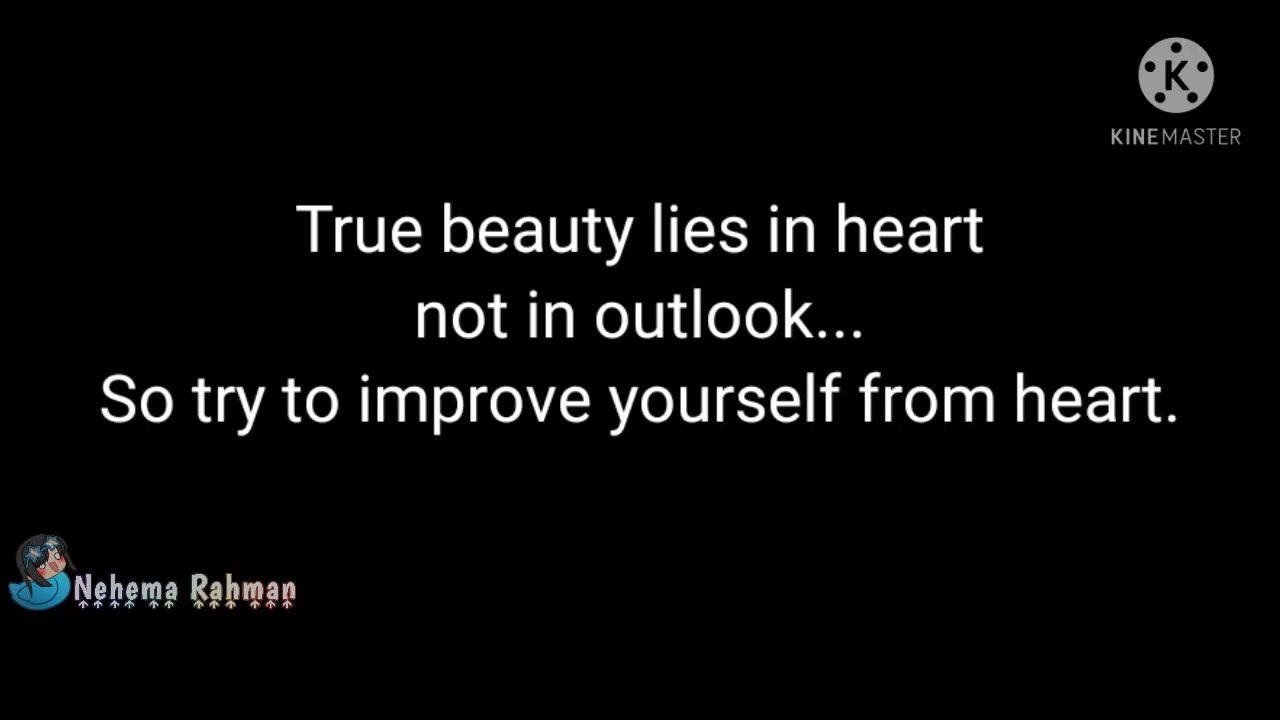 K
KINEMASTER
True beauty lies in heart
not in outlook...
So try to improve yourself from heart.
Nehema Rahman